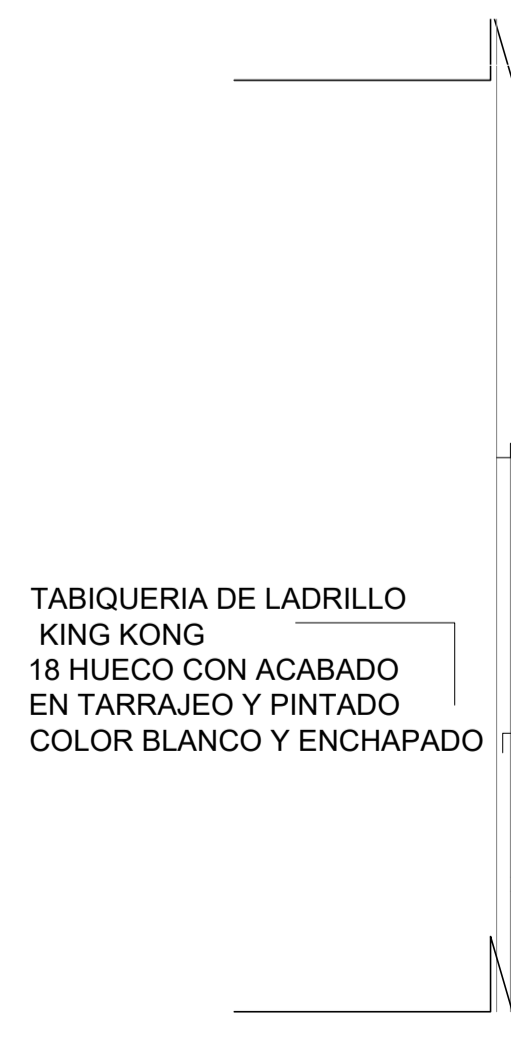 TABIQUERIA DE LADRILLO
KING KONG
18 HUECO CON ACABADO
EN TARRAJEO Y PINTADO
COLOR BLANCO Y ENCHAPADO